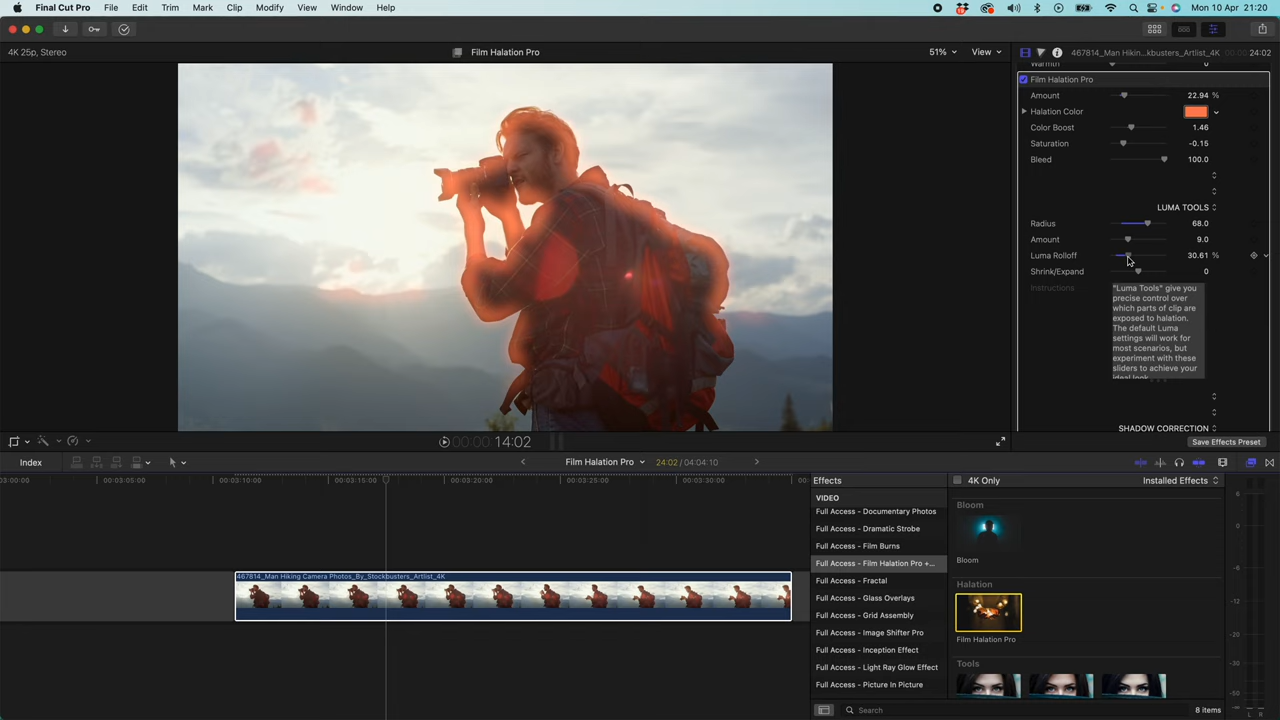 Final Cut Pro File Edit Trim Mark Clip Modify View Window Help
Mon 10 Apr 21:20
4K 25p, Stereo
Film Halation Pro
51%
View
467814_Man Hikin...kbusters_Artlist_4K
24:02
Warmth 0
Film Halation Pro
Amount 22.94 %
Halation Color
Color Boost 1.46
Saturation -0.15
Bleed 100.0
LUMA TOOLS
Radius 68.0
Amount 9.0
Luma Rolloff 30.61 %
Shrink/Expand 0
Instructions
"Luma Tools" give you
precise control over
which parts of clip are
exposed to halation.
The default Luma
settings will work for
most scenarios, but
experiment with these
sliders to achieve your
ideal look.
SHADOW CORRECTION
Save Effects Preset
00:00 14:02
Index
Film Halation Pro
24:02 / 04:04:10
00:03:05:00
00:03:10:00
00:03:15:00
00:03:20:00
00:03:25:00
00:03:30:00
467814_Man Hiking Camera Photos_By_Stockbusters_Artlist_4K
Effects
4K Only
Installed Effects
VIDEO
Full Access - Documentary Photos
Full Access - Dramatic Strobe
Full Access - Film Burns
Full Access - Film Halation Pro +...
Full Access - Fractal
Full Access - Glass Overlays
Full Access - Grid Assembly
Full Access - Image Shifter Pro
Full Access - Inception Effect
Full Access - Light Ray Glow Effect
Full Access - Picture In Picture
Bloom
Bloom
Halation
Film Halation Pro
Tools
Search
8 items
6
0
-6
-12
-20
-30
-50
L R